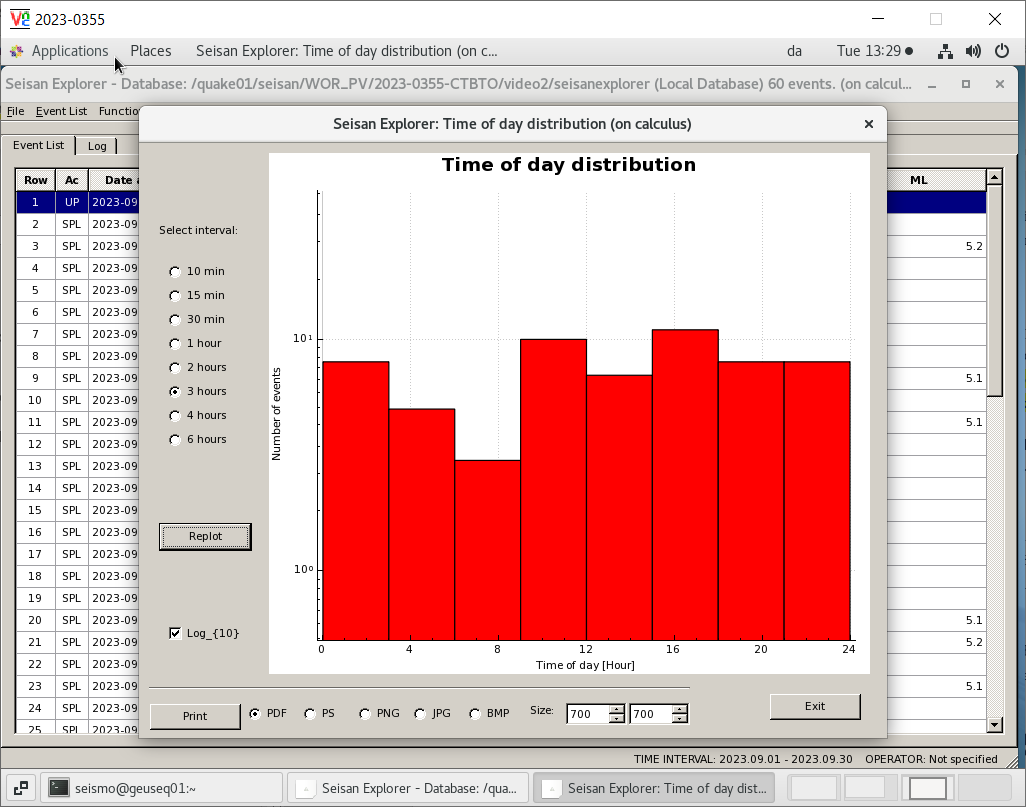 2023-0355
Applications Places Seisan Explorer: Time of day distribution (on c... da Tue 13:29
Seisan Explorer - Database: /quake01/seisan/WOR_PV/2023-0355-CTBTO/video2/seisanexplorer (Local Database) 60 events. (on calcul...
File Event List
Seisan Explorer: Time of day distribution (on calculus)
Event List Log
Row Ac Date ML
1 UP 2023-09
2 SPL 2023-09
3 SPL 2023-09 5.2
4 SPL 2023-09
5 SPL 2023-09
6 SPL 2023-09
7 SPL 2023-09
8 SPL 2023-09
9 SPL 2023-09 5.1
10 SPL 2023-09
11 SPL 2023-09 5.1
12 SPL 2023-09
13 SPL 2023-09
14 SPL 2023-09
15 SPL 2023-09
16 SPL 2023-09
17 SPL 2023-09
18 SPL 2023-09
19 SPL 2023-09
20 SPL 2023-09 5.1
21 SPL 2023-09 5.2
22 SPL 2023-09
23 SPL 2023-09 5.1
24 SPL 2023-09
25 SPL 2023-09
Select interval:
10 min
15 min
30 min
1 hour
2 hours
3 hours
4 hours
6 hours
Replot
Log_{10}
Time of day distribution
Number of events
10¹
10⁰
0 4 8 12 16 20 24
Time of day [Hour]
Print PDF PS PNG JPG BMP Size: 700 700 Exit
TIME INTERVAL: 2023.09.01 - 2023.09.30 OPERATOR: Not specified
seismo@geuseq01:~ Seisan Explorer - Database: /qua... Seisan Explorer: Time of day dist...